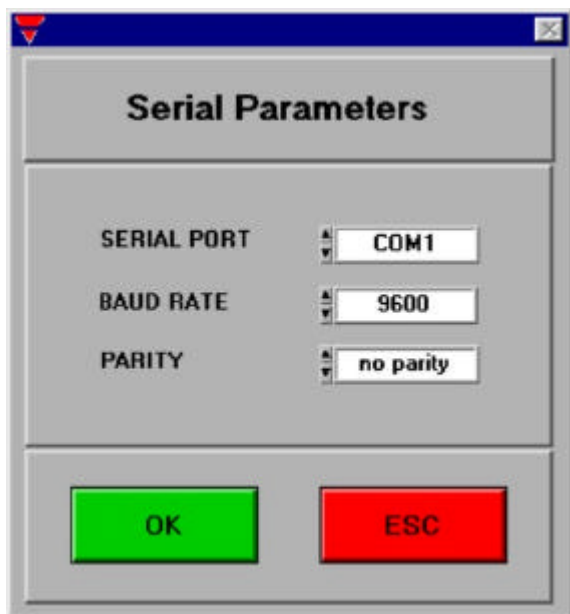 Serial Parameters
SERIAL PORT COM1
BAUD RATE 9600
PARITY no parity
OK ESC